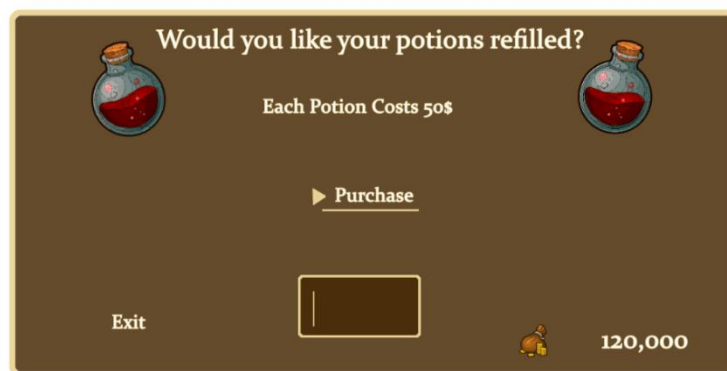 Would you like your potions refilled?
Each Potion Costs 50$
Purchase
Exit
120,000